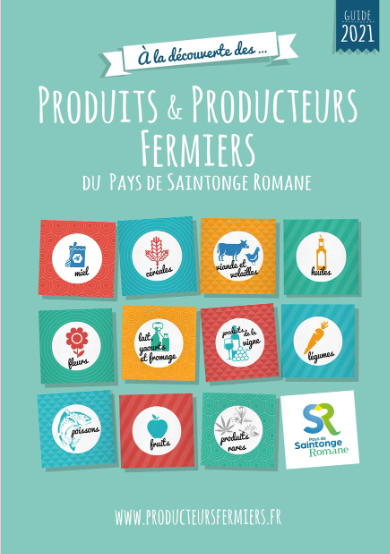 GUIDE
2021
À la découverte des ...
PRODUITS & PRODUCTEURS
FERMIERS
DU PAYS DE SAINTONGE ROMANE
miel
céréales
viande et
volailles
huiles
fleurs
lait,
yaourts
et fromage
produits de la
vigne
légumes
poissons
fruits
produits
rares
SR
Pays de
Saintonge
Romane
WWW.PRODUCTEURSFERMIERS.FR